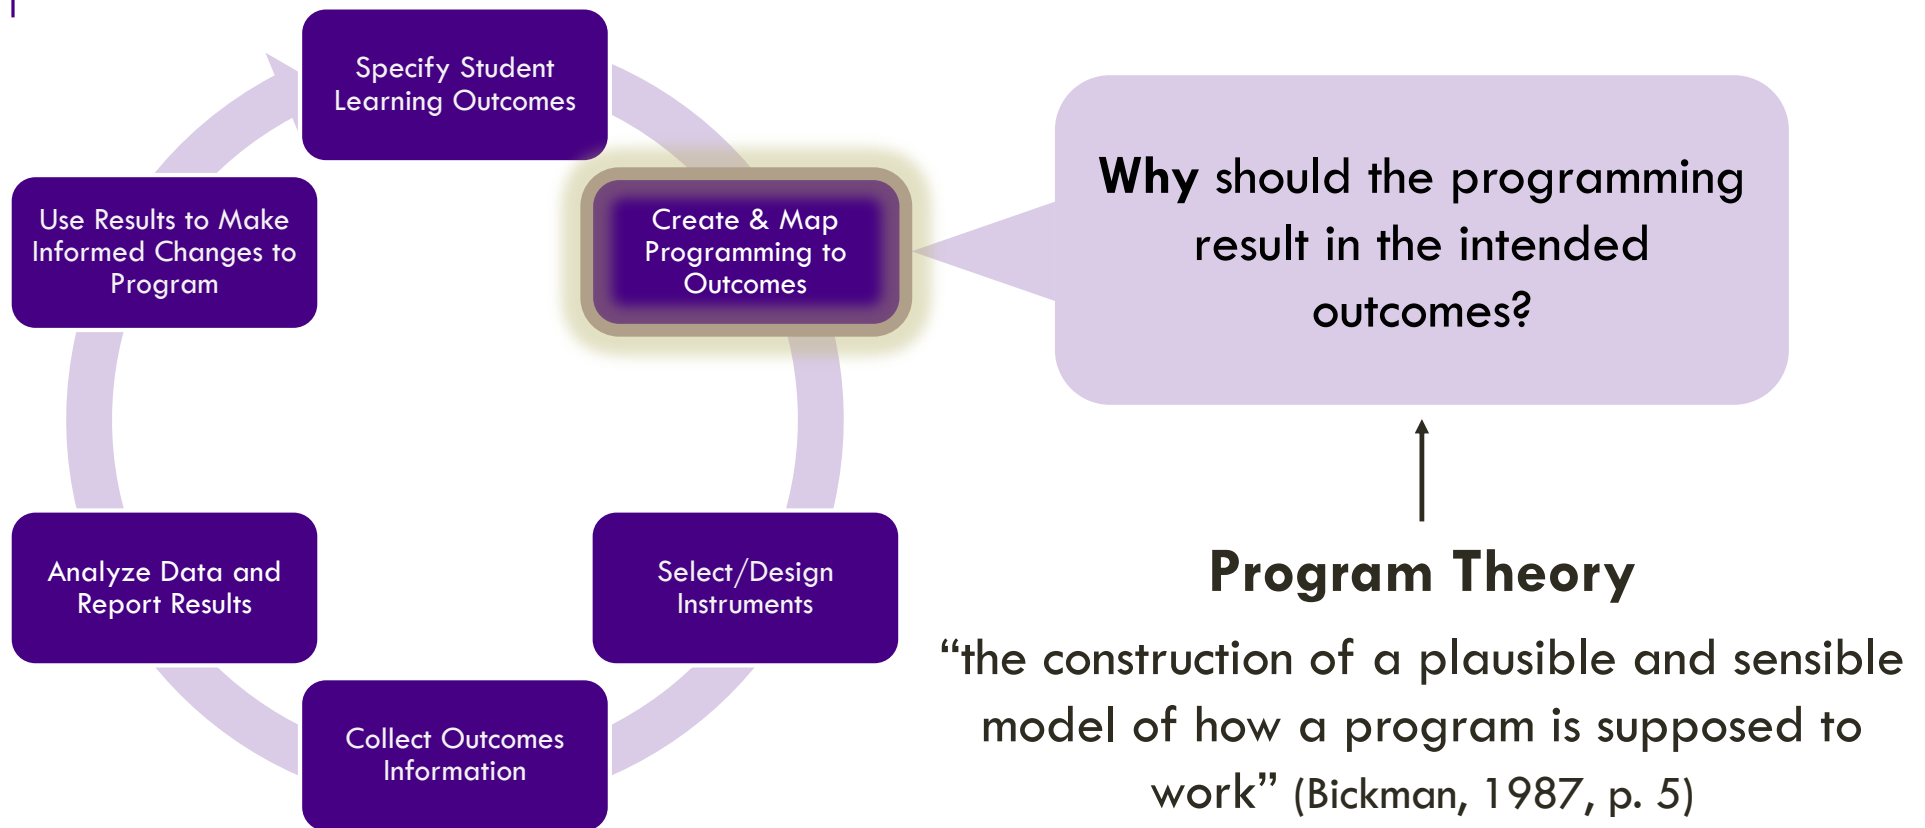 Specify Student
Learning Outcomes
Create & Map
Programming to
Outcomes
Select/Design
Instruments
Collect Outcomes
Information
Analyze Data and
Report Results
Use Results to Make
Informed Changes to
Program
Why should the programming
result in the intended
outcomes?
Program Theory
“the construction of a plausible and sensible
model of how a program is supposed to
work” (Bickman, 1987, p. 5)